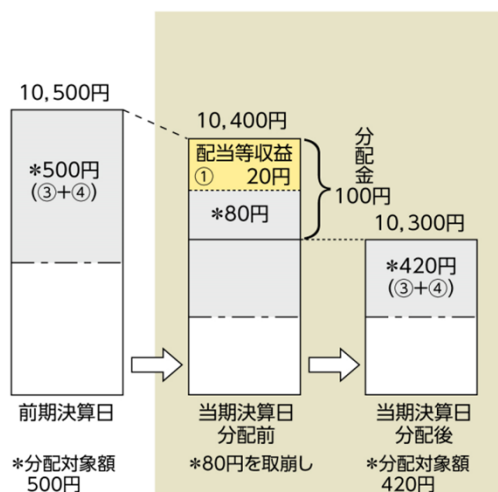 10,500円
*500円
(③+④)
前期決算日
*分配対象額
500円
10,400円
配当等収益
① 20円
*80円
分配金
100円
当期決算日
分配前
*80円を取崩し
10,300円
*420円
(③+④)
当期決算日
分配後
*分配対象額
420円